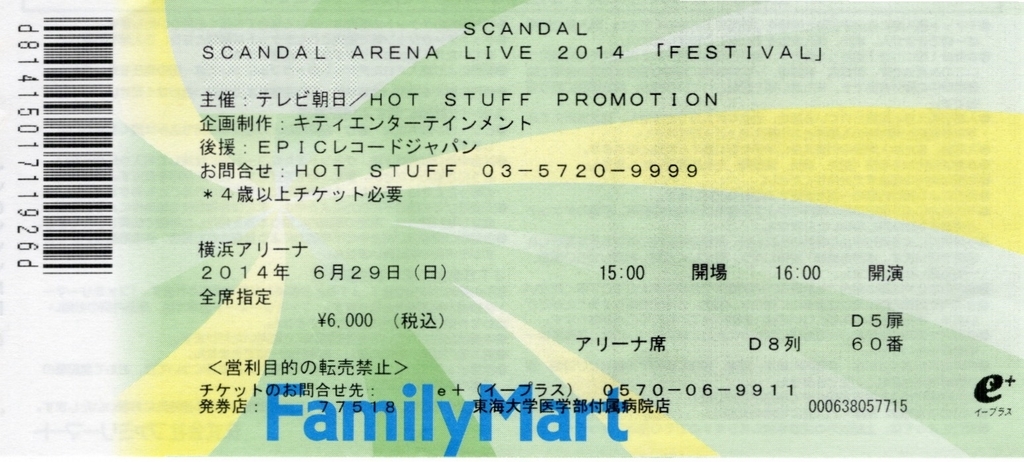 d8141501711926d
SCANDAL
SCANDAL ARENA LIVE 2014 「FESTIVAL」
主催：テレビ朝日／HOT STUFF PROMOTION
企画制作：キティエンターテインメント
後援：EPICレコードジャパン
お問合せ：HOT STUFF 03-5720-9999
＊4歳以上チケット必要
横浜アリーナ
2014年 6月29日（日） 15:00 開場 16:00 開演
全席指定
¥6,000 （税込）
D5扉
アリーナ席 D8列 60番
＜営利目的の転売禁止＞
チケットのお問合せ先： e＋（イープラス） 0570-06-9911
発券店： 77518 東海大学医学部付属病院店 000638057715
FamilyMart
e+
イープラス